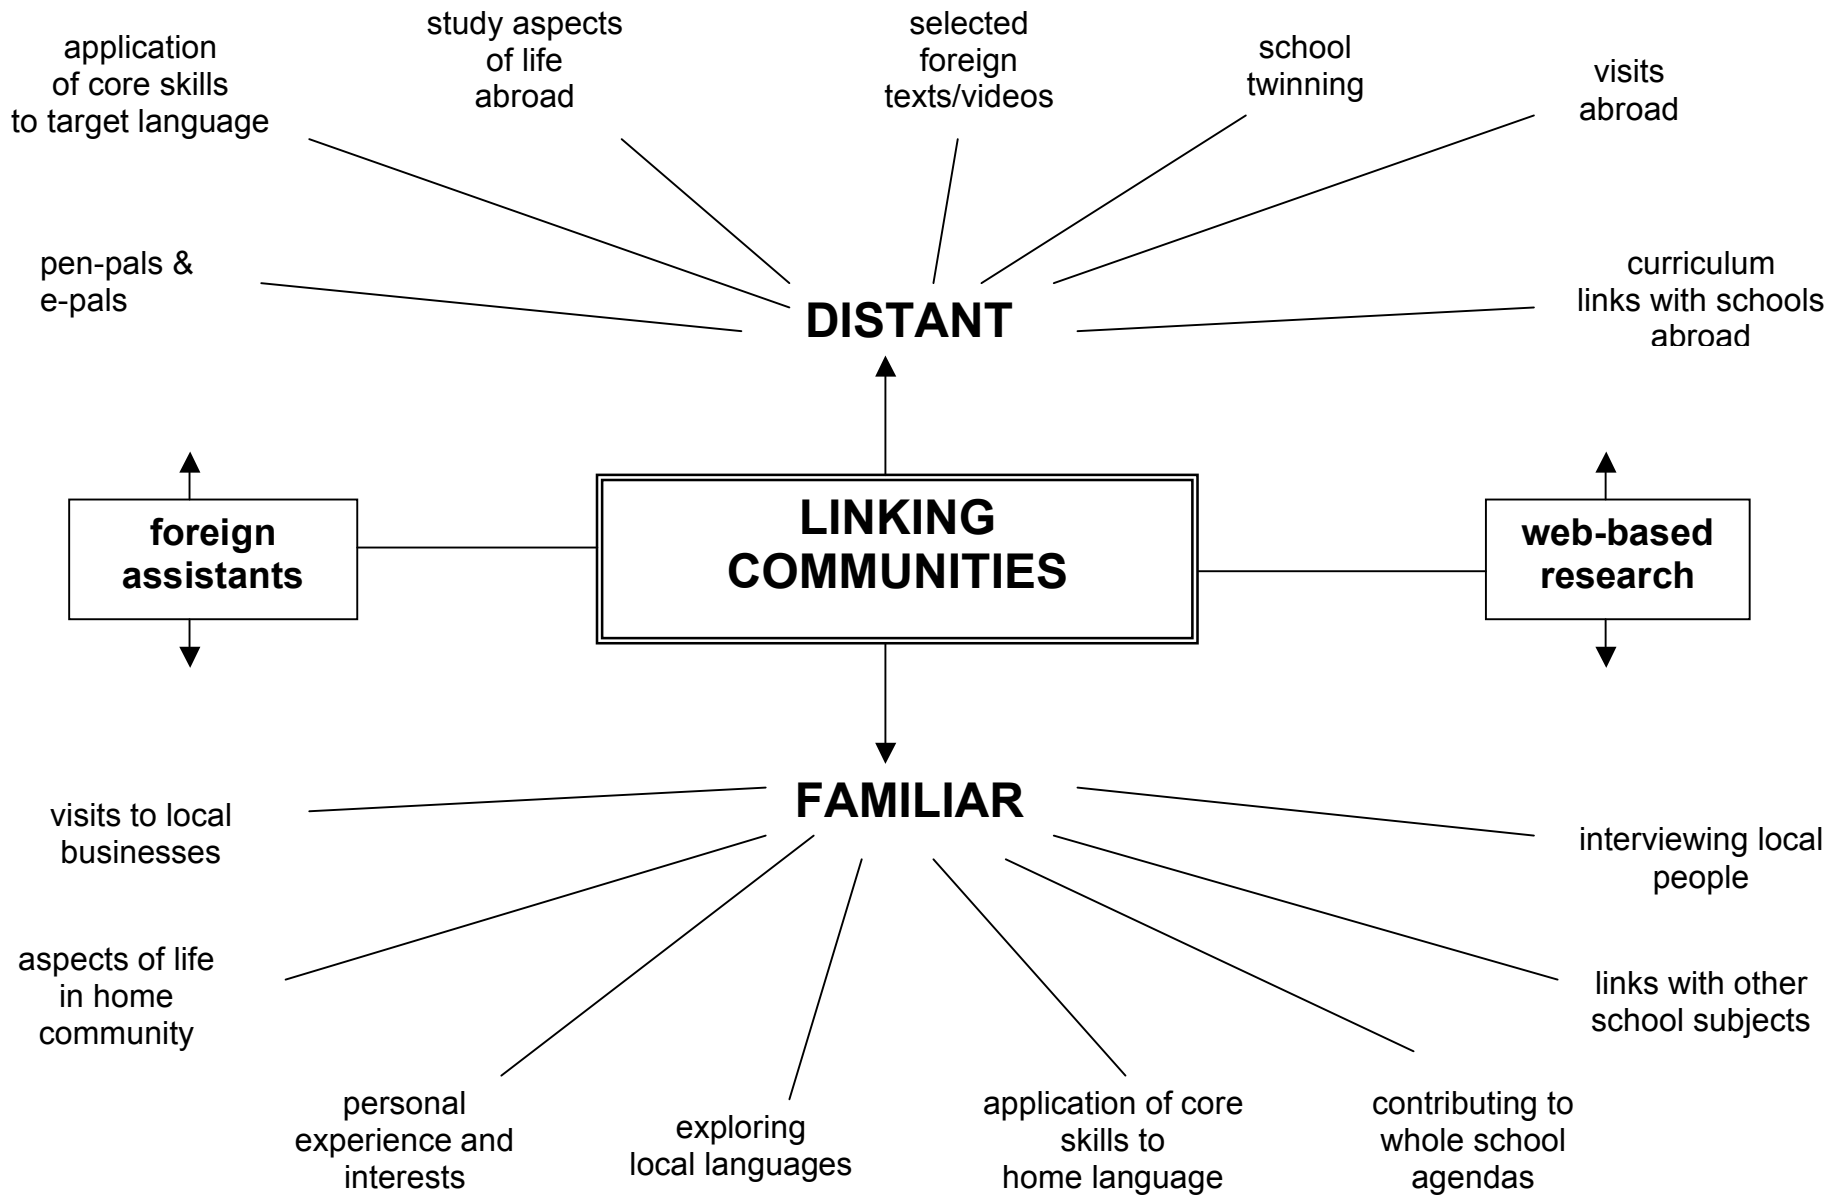 application
of core skills
to target language
study aspects
of life
abroad
selected
foreign
texts/videos
school
twinning
visits
abroad
pen-pals &
e-pals
curriculum
links with schools
abroad
DISTANT
foreign
assistants
LINKING
COMMUNITIES
web-based
research
FAMILIAR
visits to local
businesses
interviewing local
people
aspects of life
in home
community
links with other
school subjects
personal
experience and
interests
exploring
local languages
application of core
skills to
home language
contributing to
whole school
agendas